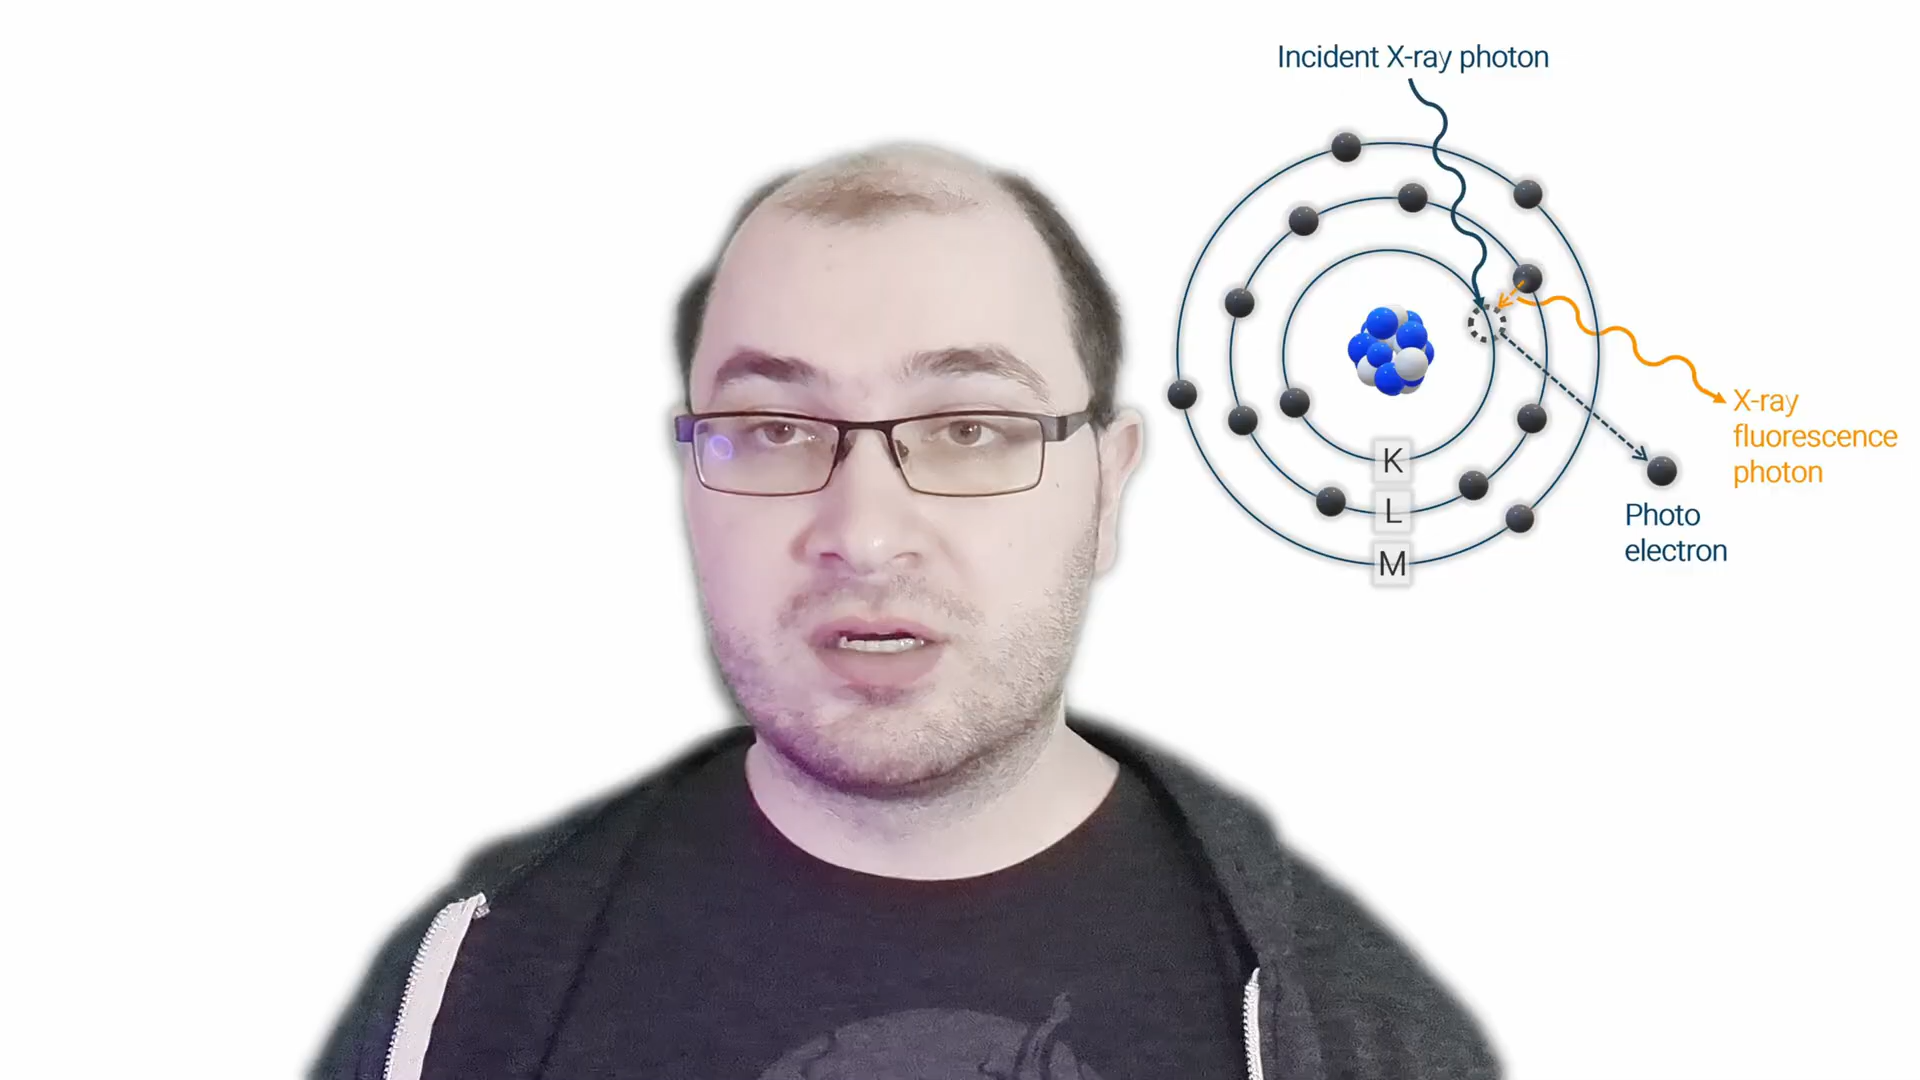 Incident X-ray photon
X-ray
fluorescence
photon
K
L
M
Photo
electron